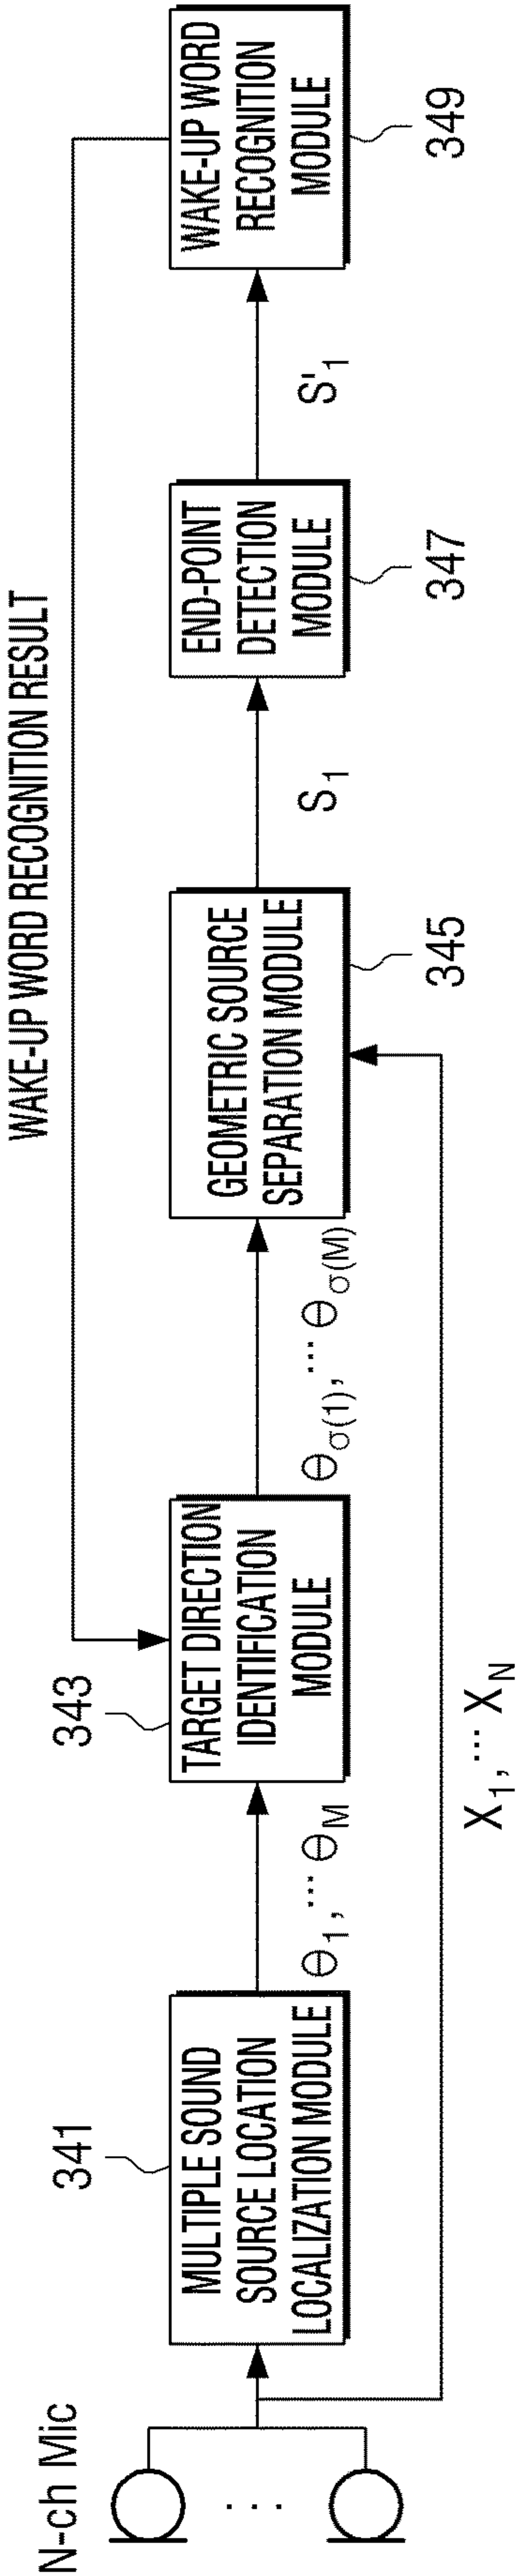 N-ch Mic
341
MULTIPLE SOUND
SOURCE LOCATION
LOCALIZATION MODULE
θ1, ··· θM
343
TARGET DIRECTION
IDENTIFICATION
MODULE
θσ(1), ··· θσ(M)
X1, ··· XN
GEOMETRIC SOURCE
SEPARATION MODULE
345
S1
WAKE-UP WORD RECOGNITION RESULT
END-POINT
DETECTION
MODULE
347
S'1
WAKE-UP WORD
RECOGNITION
MODULE
349